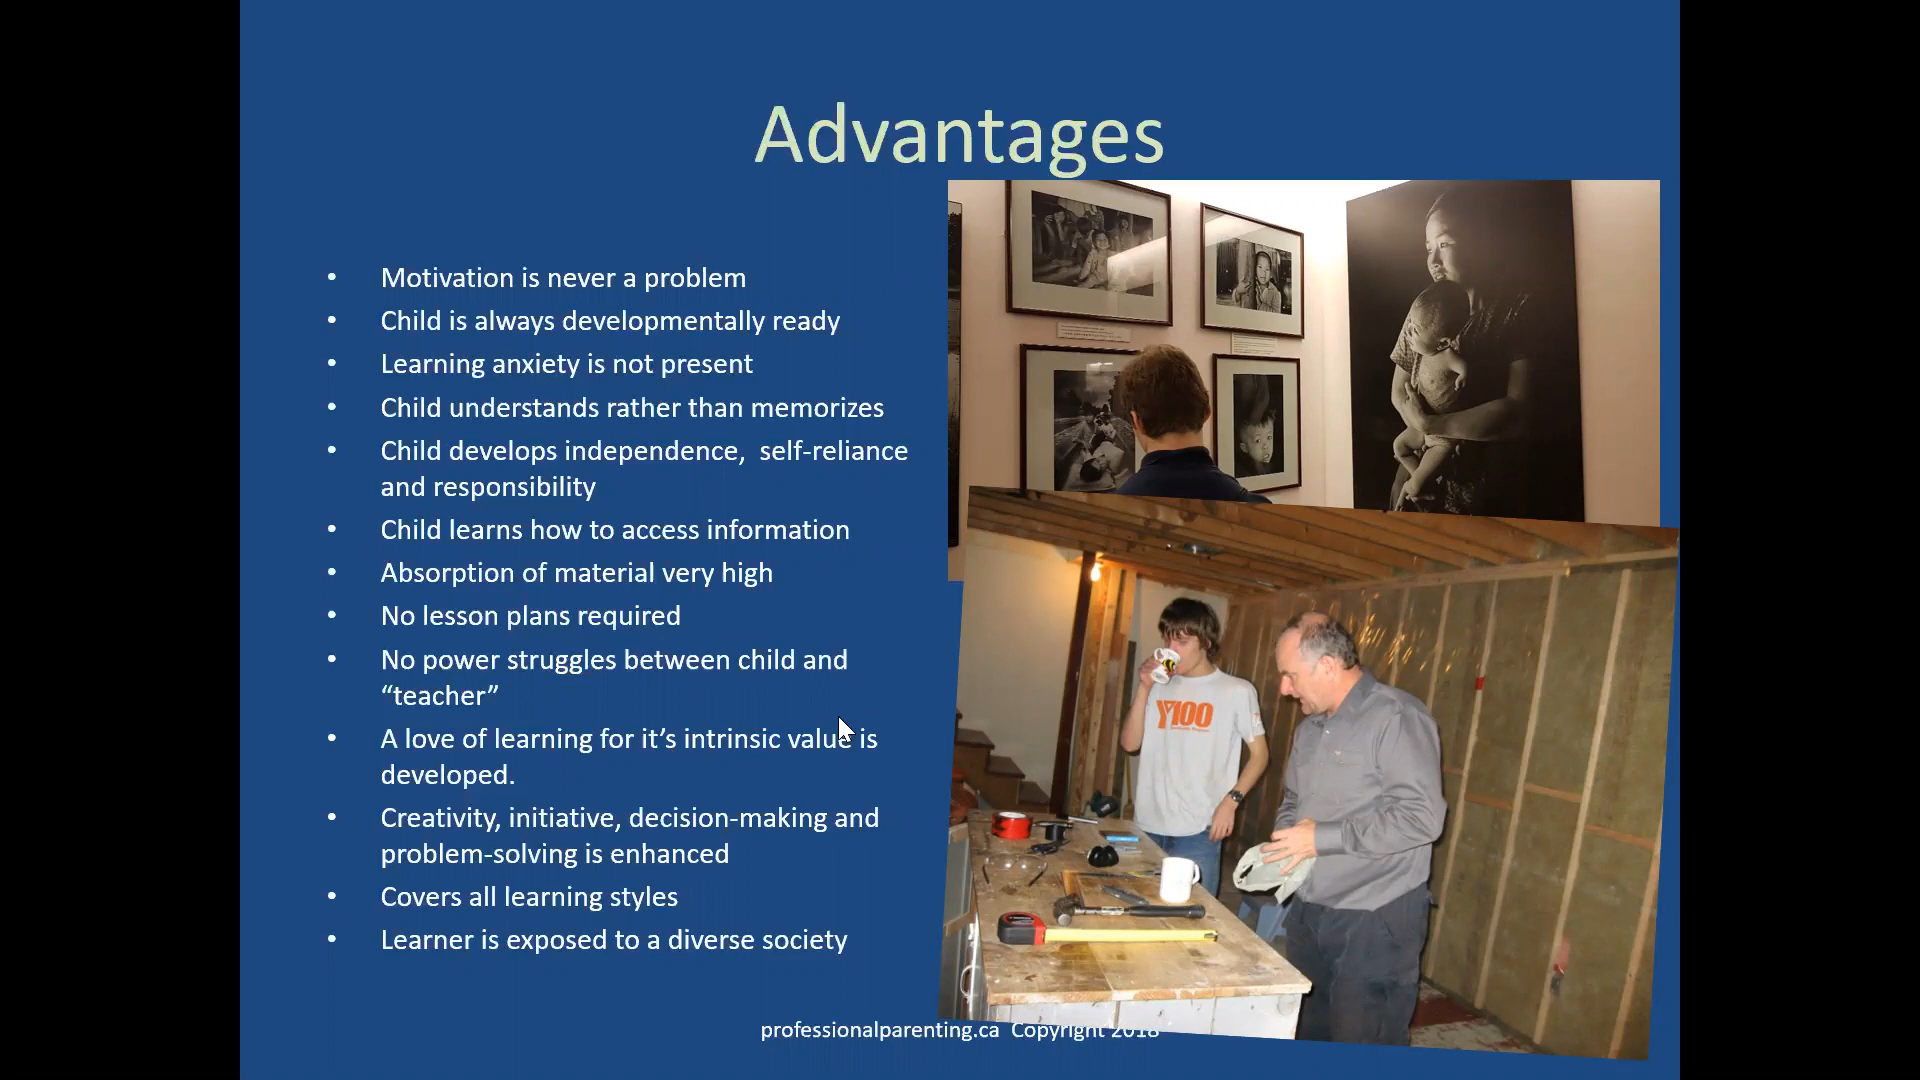 Advantages
• Motivation is never a problem
• Child is always developmentally ready
• Learning anxiety is not present
• Child understands rather than memorizes
• Child develops independence,  self-reliance
and responsibility
• Child learns how to access information
• Absorption of material very high
• No lesson plans required
• No power struggles between child and
“teacher”
• A love of learning for it’s intrinsic value is
developed.
• Creativity, initiative, decision-making and
problem-solving is enhanced
• Covers all learning styles
• Learner is exposed to a diverse society
Y100
professionalparenting.ca  Copyright 2018